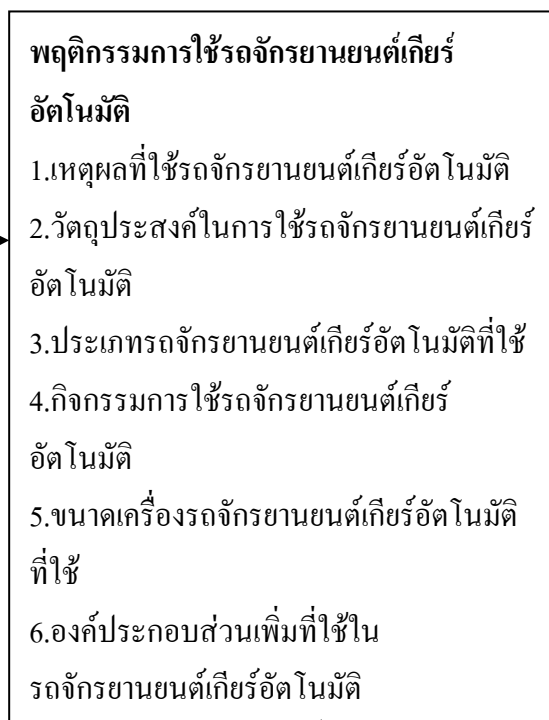 พฤติกรรมการใช้รถจักรยานยนต์เกียร์
อัตโนมัติ
1.เหตุผลที่ใช้รถจักรยานยนต์เกียร์อัตโนมัติ
2.วัตถุประสงค์ในการใช้รถจักรยานยนต์เกียร์
อัตโนมัติ
3.ประเภทรถจักรยานยนต์เกียร์อัตโนมัติที่ใช้
4.กิจกรรมการใช้รถจักรยานยนต์เกียร์
อัตโนมัติ
5.ขนาดเครื่องรถจักรยานยนต์เกียร์อัตโนมัติ
ที่ใช้
6.องค์ประกอบส่วนเพิ่มที่ใช้ใน
รถจักรยานยนต์เกียร์อัตโนมัติ